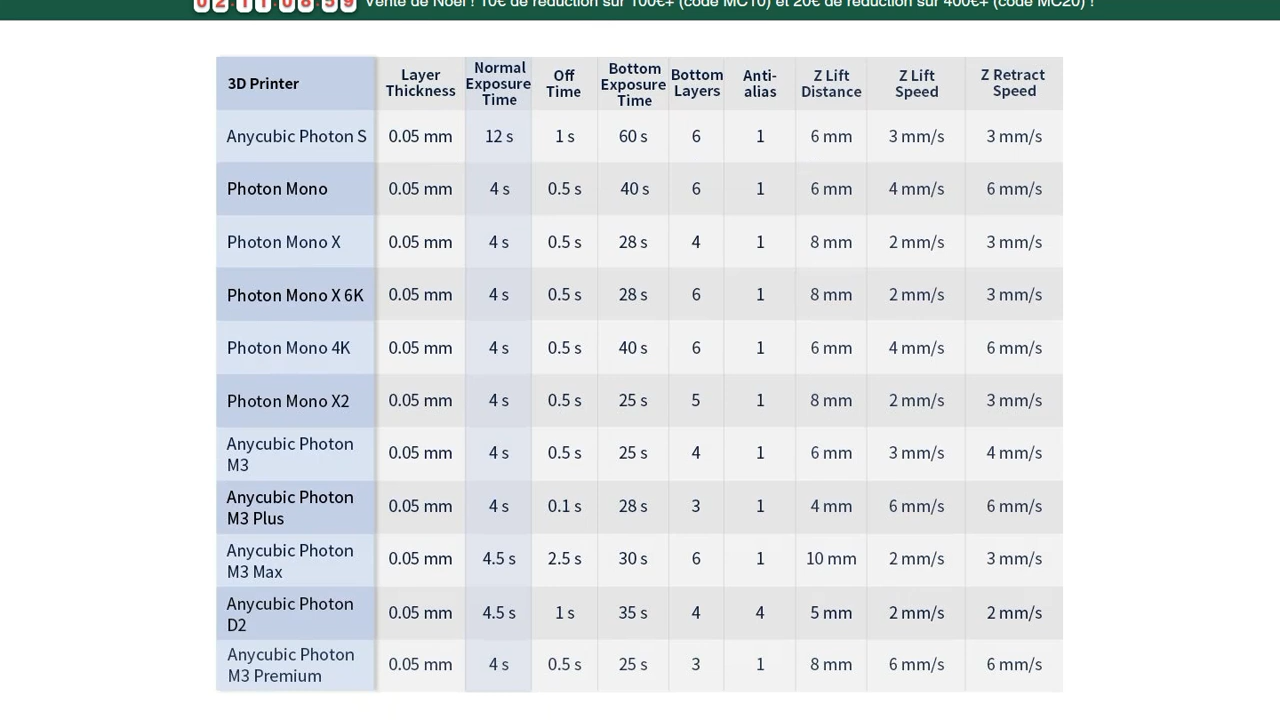 02 11 08 59 Vente de Noël ! 10€ de réduction sur 100€+ (code MC10) et 20€ de réduction sur 400€+ (code MC20) !
3D Printer Layer Thickness Normal Exposure Time Off Time Bottom Exposure Time Bottom Layers Anti-alias Z Lift Distance Z Lift Speed Z Retract Speed
Anycubic Photon S 0.05 mm 12 s 1 s 60 s 6 1 6 mm 3 mm/s 3 mm/s
Photon Mono 0.05 mm 4 s 0.5 s 40 s 6 1 6 mm 4 mm/s 6 mm/s
Photon Mono X 0.05 mm 4 s 0.5 s 28 s 4 1 8 mm 2 mm/s 3 mm/s
Photon Mono X 6K 0.05 mm 4 s 0.5 s 28 s 6 1 8 mm 2 mm/s 3 mm/s
Photon Mono 4K 0.05 mm 4 s 0.5 s 40 s 6 1 6 mm 4 mm/s 6 mm/s
Photon Mono X2 0.05 mm 4 s 0.5 s 25 s 5 1 8 mm 2 mm/s 3 mm/s
Anycubic Photon M3 0.05 mm 4 s 0.5 s 25 s 4 1 6 mm 3 mm/s 4 mm/s
Anycubic Photon M3 Plus 0.05 mm 4 s 0.1 s 28 s 3 1 4 mm 6 mm/s 6 mm/s
Anycubic Photon M3 Max 0.05 mm 4.5 s 2.5 s 30 s 6 1 10 mm 2 mm/s 3 mm/s
Anycubic Photon D2 0.05 mm 4.5 s 1 s 35 s 4 4 5 mm 2 mm/s 2 mm/s
Anycubic Photon M3 Premium 0.05 mm 4 s 0.5 s 25 s 3 1 8 mm 6 mm/s 6 mm/s